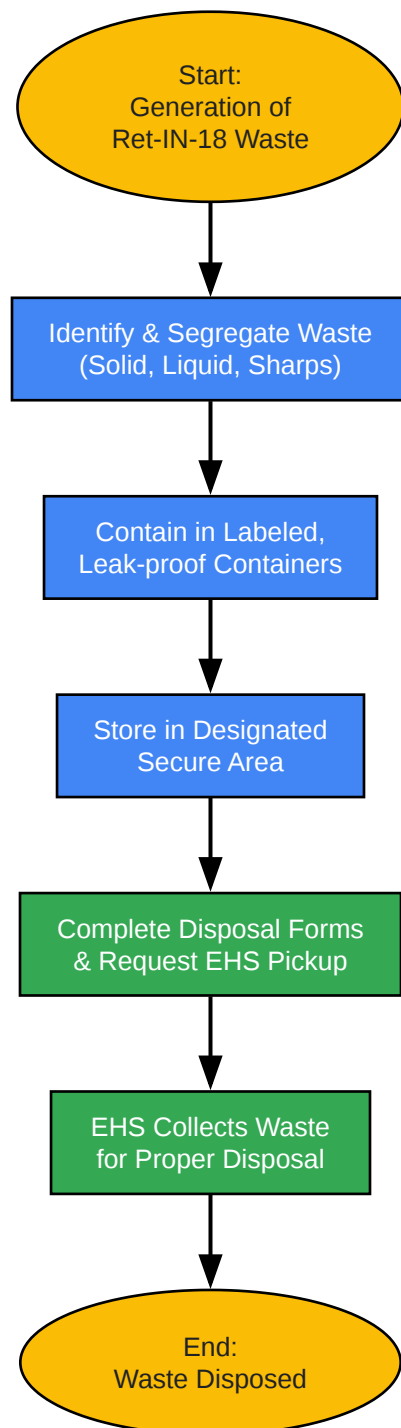 Start:
Generation of
Ret-IN-18 Waste
Identify & Segregate Waste
(Solid, Liquid, Sharps)
Contain in Labeled,
Leak-proof Containers
Store in Designated
Secure Area
Complete Disposal Forms
& Request EHS Pickup
EHS Collects Waste
for Proper Disposal
End:
Waste Disposed